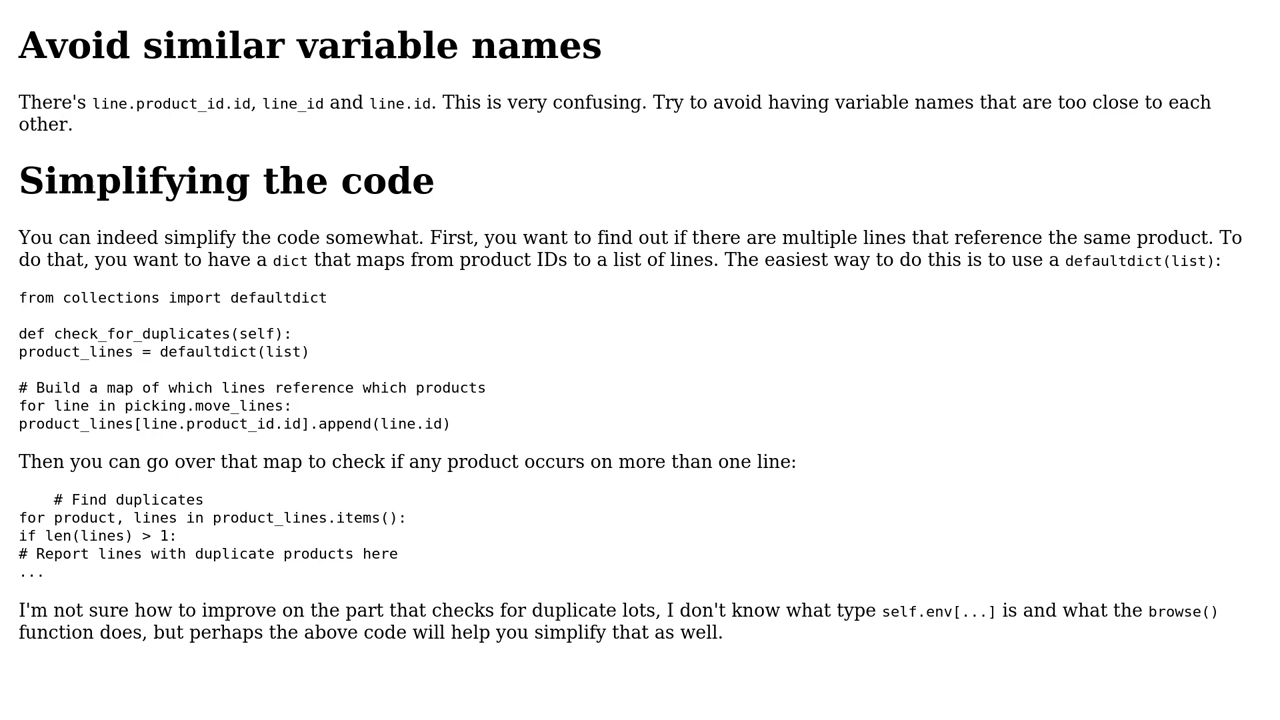 Avoid similar variable names
There's line.product_id.id, line_id and line.id. This is very confusing. Try to avoid having variable names that are too close to each
other.
Simplifying the code
You can indeed simplify the code somewhat. First, you want to find out if there are multiple lines that reference the same product. To
do that, you want to have a dict that maps from product IDs to a list of lines. The easiest way to do this is to use a defaultdict(list):
from collections import defaultdict
def check_for_duplicates(self):
product_lines = defaultdict(list)
# Build a map of which lines reference which products
for line in picking.move_lines:
product_lines[line.product_id.id].append(line.id)
Then you can go over that map to check if any product occurs on more than one line:
    # Find duplicates
for product, lines in product_lines.items():
if len(lines) > 1:
# Report lines with duplicate products here
...
I'm not sure how to improve on the part that checks for duplicate lots, I don't know what type self.env[...] is and what the browse()
function does, but perhaps the above code will help you simplify that as well.